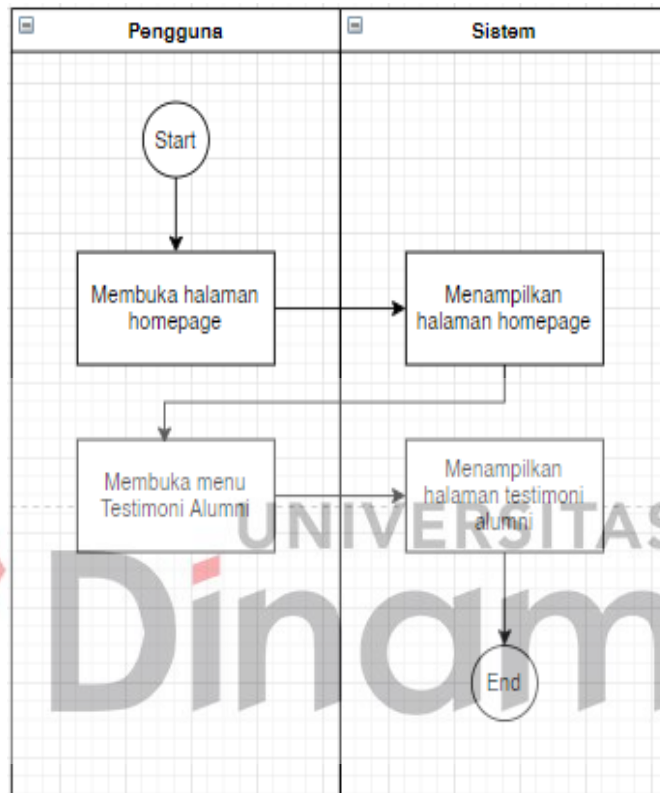 Pengguna
Sistem
Start
Membuka halaman
homepage
Menampilkan
halaman homepage
Membuka menu
Testimoni Alumni
Menampilkan
halaman testimoni
alumni
UNIVERSITAS
Dinam
End